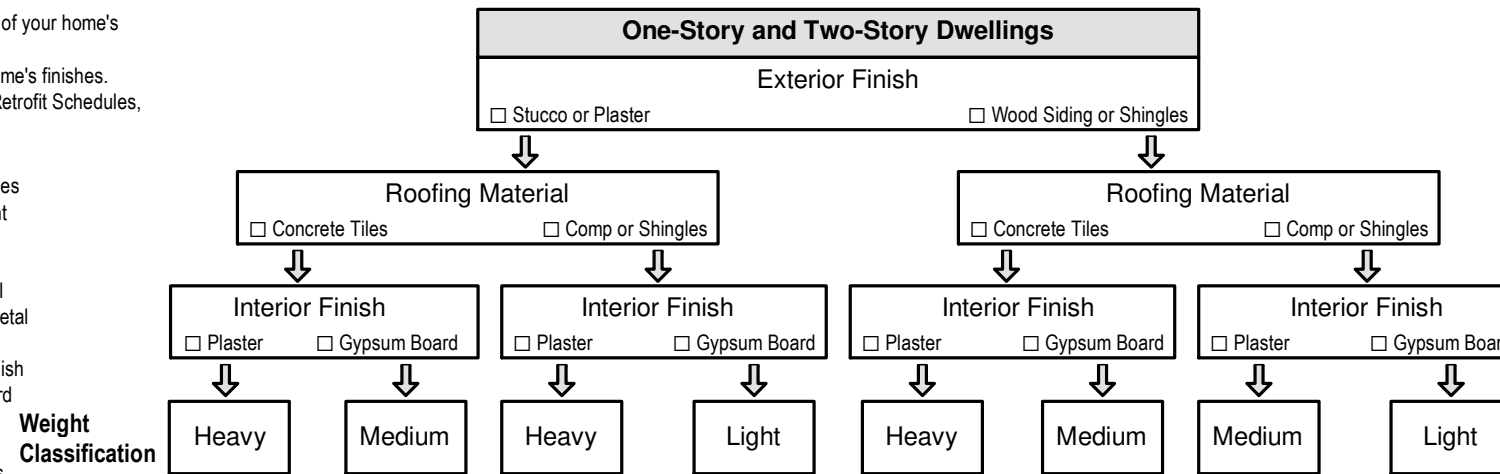 of your home's
me's finishes.
Retrofit Schedules,
es
nt
l
etal
ish
rd
One-Story and Two-Story Dwellings
Exterior Finish
☐ Stucco or Plaster ☐ Wood Siding or Shingles
Roofing Material Roofing Material
☐ Concrete Tiles ☐ Comp or Shingles ☐ Concrete Tiles ☐ Comp or Shingles
Interior Finish Interior Finish Interior Finish Interior Finish
☐ Plaster ☐ Gypsum Board ☐ Plaster ☐ Gypsum Board ☐ Plaster ☐ Gypsum Board ☐ Plaster ☐ Gypsum Boar
Weight
Classification
Heavy Medium Heavy Light Heavy Medium Medium Light